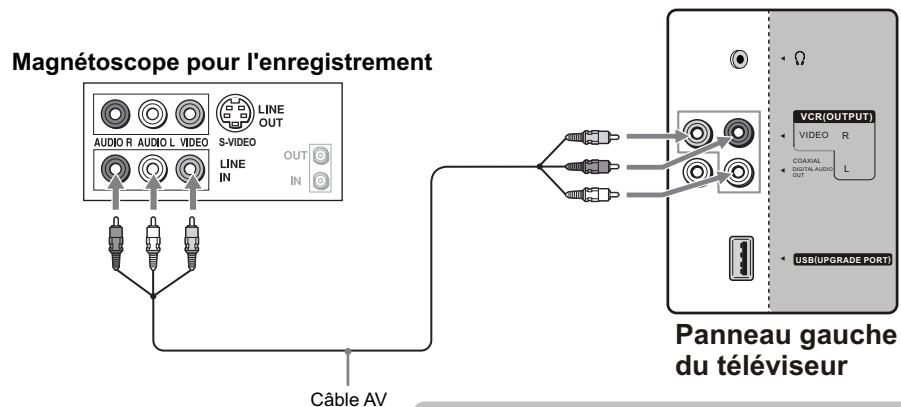 Magnétoscope pour l'enregistrement
LINE
OUT
AUDIO R AUDIO L VIDEO S-VIDEO
LINE
IN
OUT
IN
VCR(OUTPUT)
VIDEO R
COAXIAL
DIGITAL AUDIO
OUT
L
USB(UPGRADE PORT)
Panneau gauche
du téléviseur
Câble AV